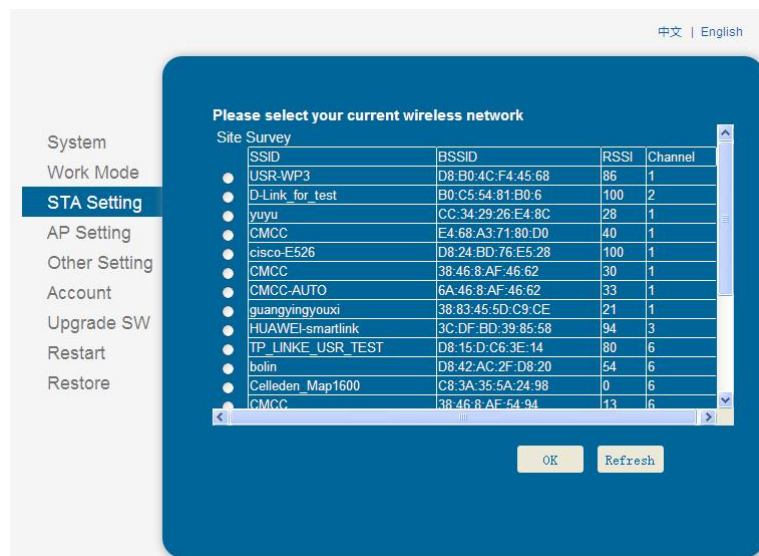 中文 | English
System
Work Mode
STA Setting
AP Setting
Other Setting
Account
Upgrade SW
Restart
Restore
Please select your current wireless network
Site Survey
SSID BSSID RSSI Channel
USR-WP3 D8:B0:4C:F4:45:68 86 1
D-Link_for_test B0:C5:54:81:B0:6 100 2
yuyu CC:34:29:26:E4:8C 28 1
CMCC E4:68:A3:71:80:D0 40 1
cisco-E526 D8:24:BD:76:E5:28 100 1
CMCC 38:46:8:AF:46:62 30 1
CMCC-AUTO 6A:46:8:AF:46:62 33 1
guangyingyouxi 38:83:45:5D:C9:CE 21 1
HUAWEI-smartlink 3C:DF:BD:39:85:58 94 3
TP_LINKE_USR_TEST D8:15:D:C6:3E:14 80 6
bolin D8:42:AC:2F:D8:20 54 6
Celleden_Map1600 C8:3A:35:5A:24:98 0 6
CMCC 38:46:8:AF:54:94 13 6
OK Refresh